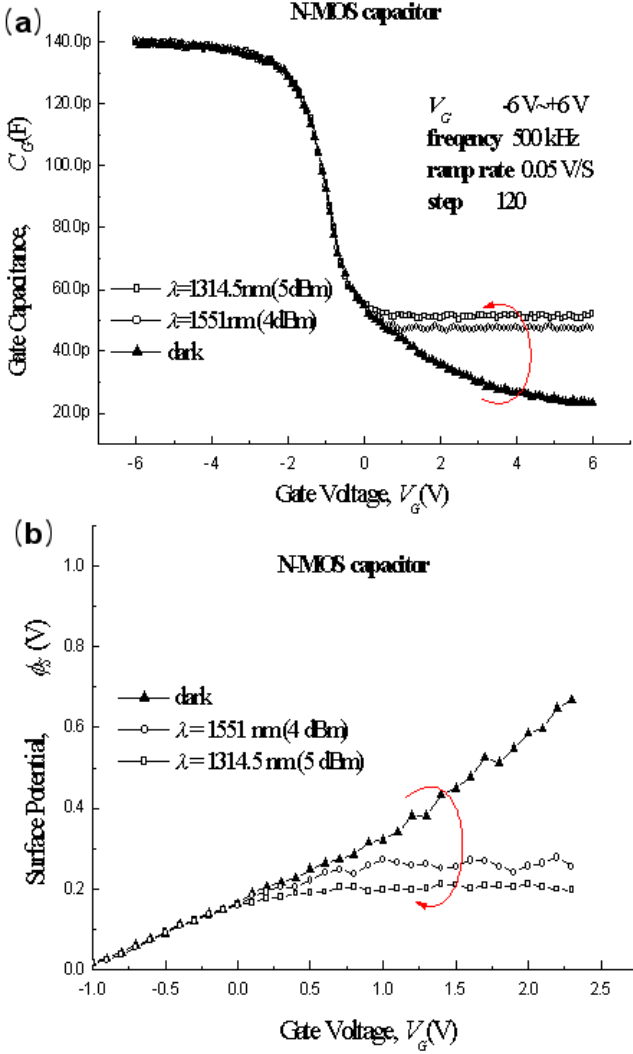 (a)
N-MOS capacitor
140.0p
120.0p
100.0p
80.0p
60.0p
40.0p
20.0p
Gate Capacitance, C_G(F)
V_G -6 V~+6 V
freqency 500 kHz
ramp rate 0.05 V/S
step 120
λ=1314.5nm (5dBm)
λ=1551nm (4dBm)
dark
-6 -4 -2 0 2 4 6
Gate Voltage, V_G(V)
(b)
N-MOS capacitor
1.0
0.8
0.6
0.4
0.2
0.0
Surface Potential, ϕ_S (V)
dark
λ = 1551 nm (4 dBm)
λ = 1314.5 nm (5 dBm)
-1.0 -0.5 0.0 0.5 1.0 1.5 2.0 2.5
Gate Voltage, V_G(V)